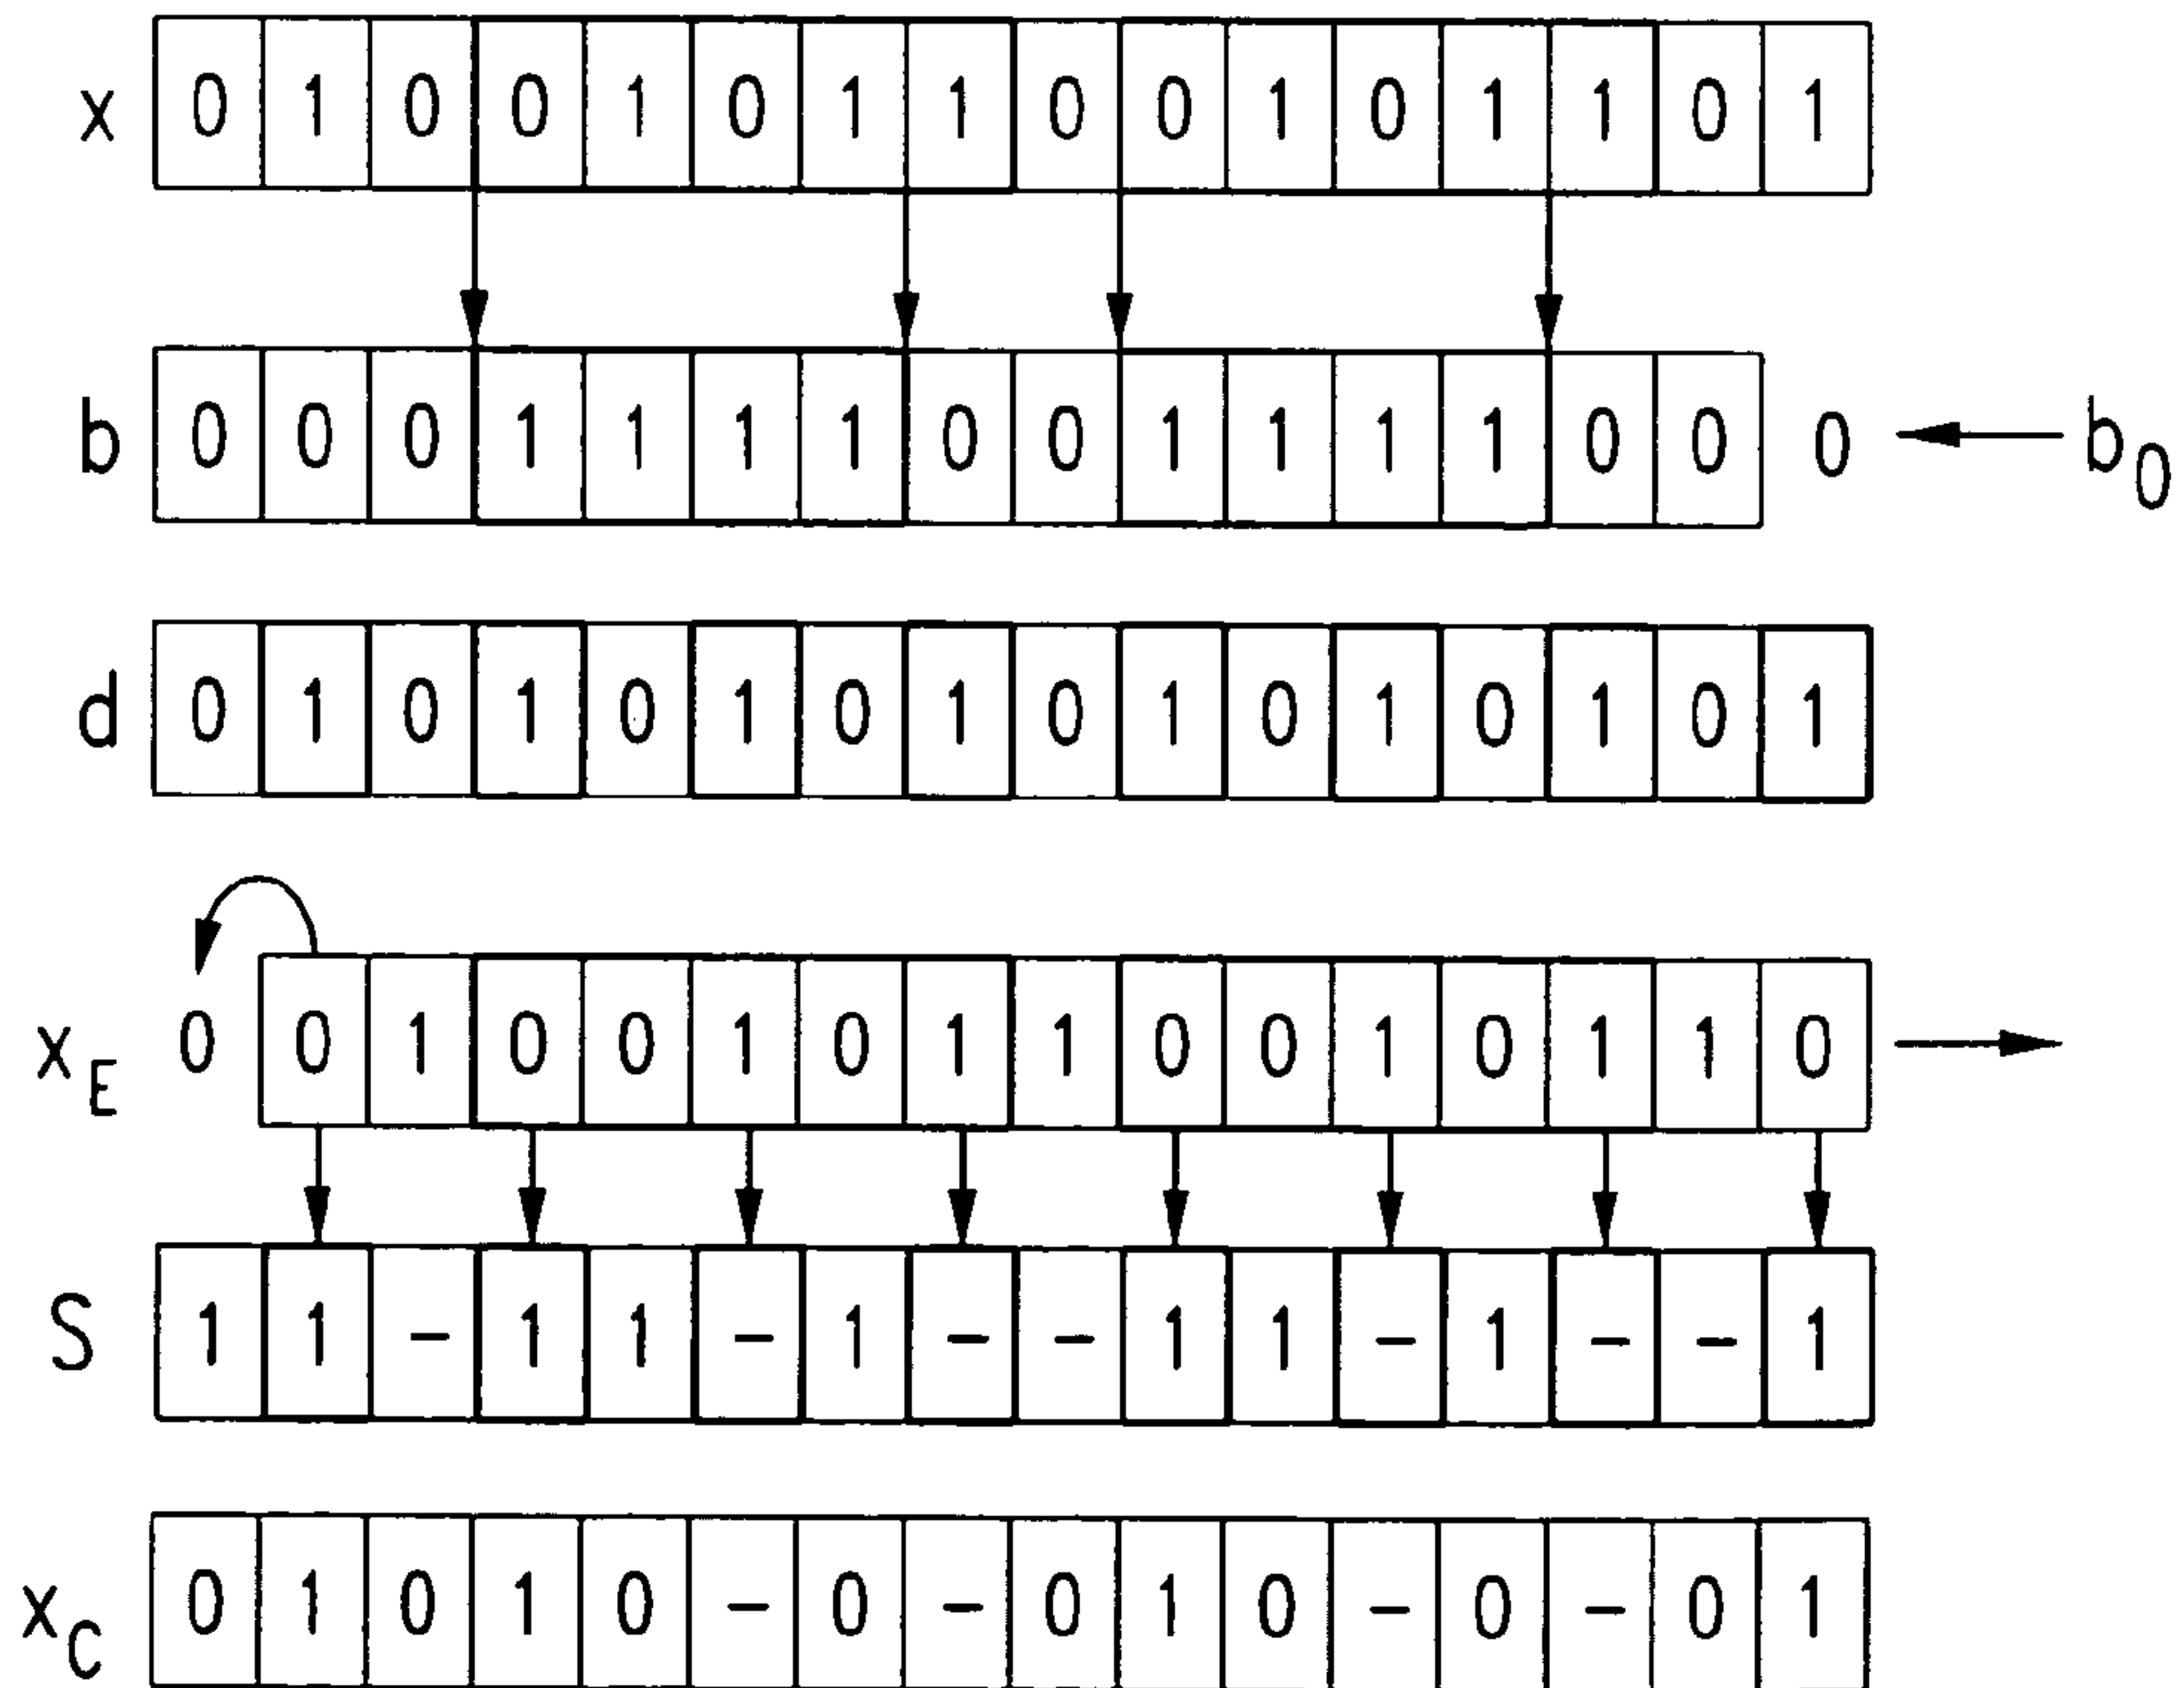 x 0 1 0 0 1 0 1 1 0 0 1 0 1 1 0 1
b 0 0 0 1 1 1 1 0 0 1 1 1 1 0 0 0 b0
d 0 1 0 1 0 1 0 1 0 1 0 1 0 1 0 1
xE 0 0 1 0 0 1 0 1 1 0 0 1 0 1 1 0
S 1 1 - 1 1 - 1 - - 1 1 - 1 - - 1
xC 0 1 0 1 0 - 0 - 0 1 0 - 0 - 0 1